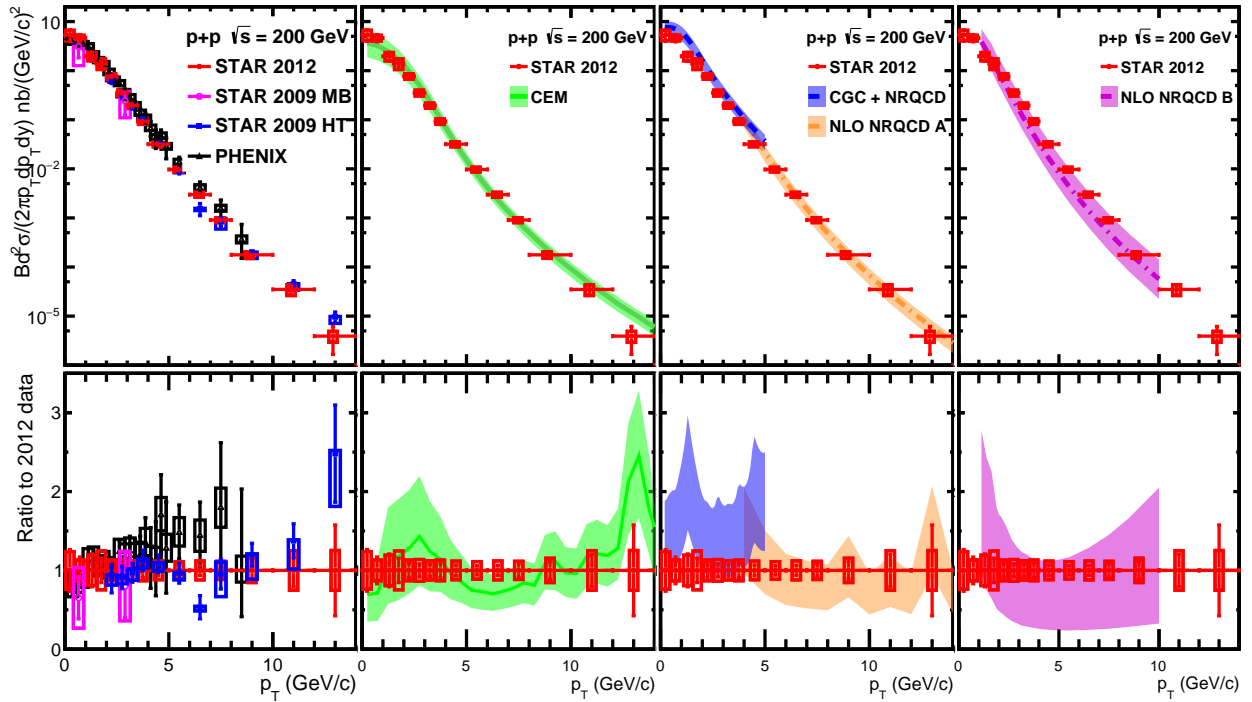 Bd²σ/(2πp_T dp_T dy) nb/(GeV/c)²
10
10⁻²
10⁻⁵
p+p √s = 200 GeV
STAR 2012
STAR 2009 MB
STAR 2009 HT
PHENIX
p+p √s = 200 GeV
STAR 2012
CEM
p+p √s = 200 GeV
STAR 2012
CGC + NRQCD
NLO NRQCD A
p+p √s = 200 GeV
STAR 2012
NLO NRQCD B
Ratio to 2012 data
3
2
1
0
0 5 10
p_T (GeV/c)
0 5 10
p_T (GeV/c)
0 5 10
p_T (GeV/c)
0 5 10
p_T (GeV/c)